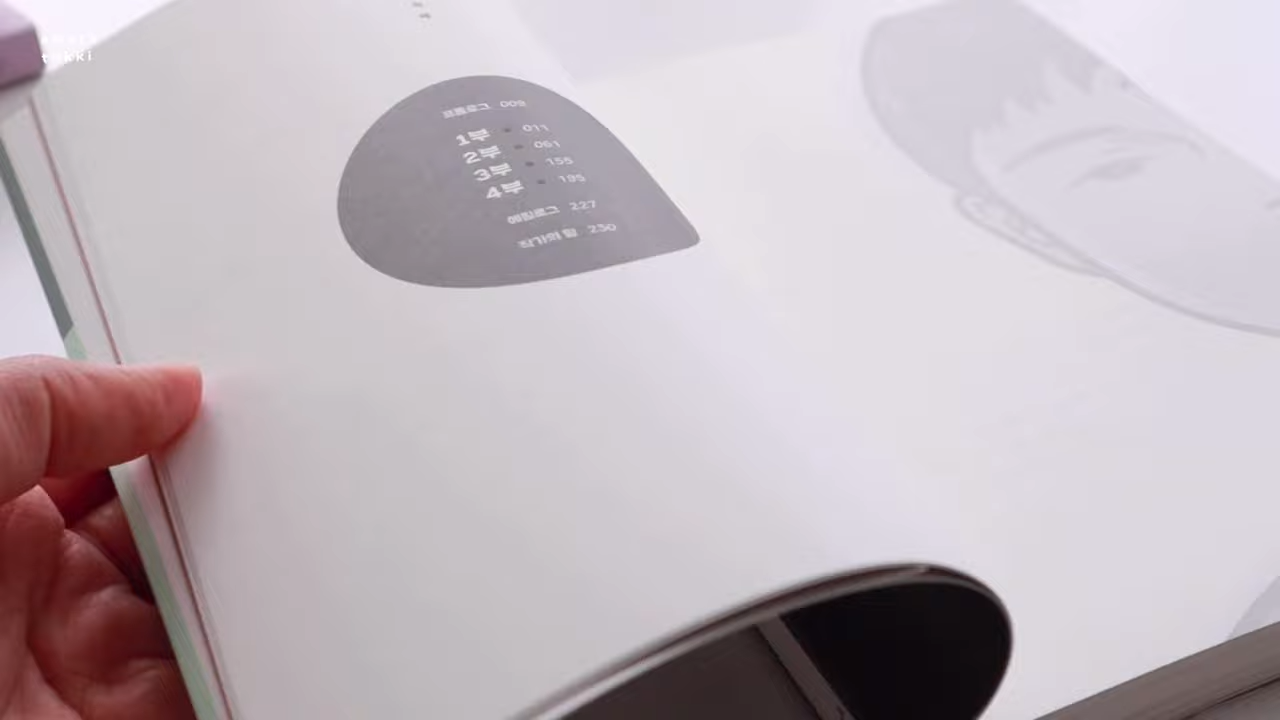 tokki
프롤로그 009
1부 • 011
2부 • 061
3부 • 155
4부 • 195
에필로그 227
작가의 말 230